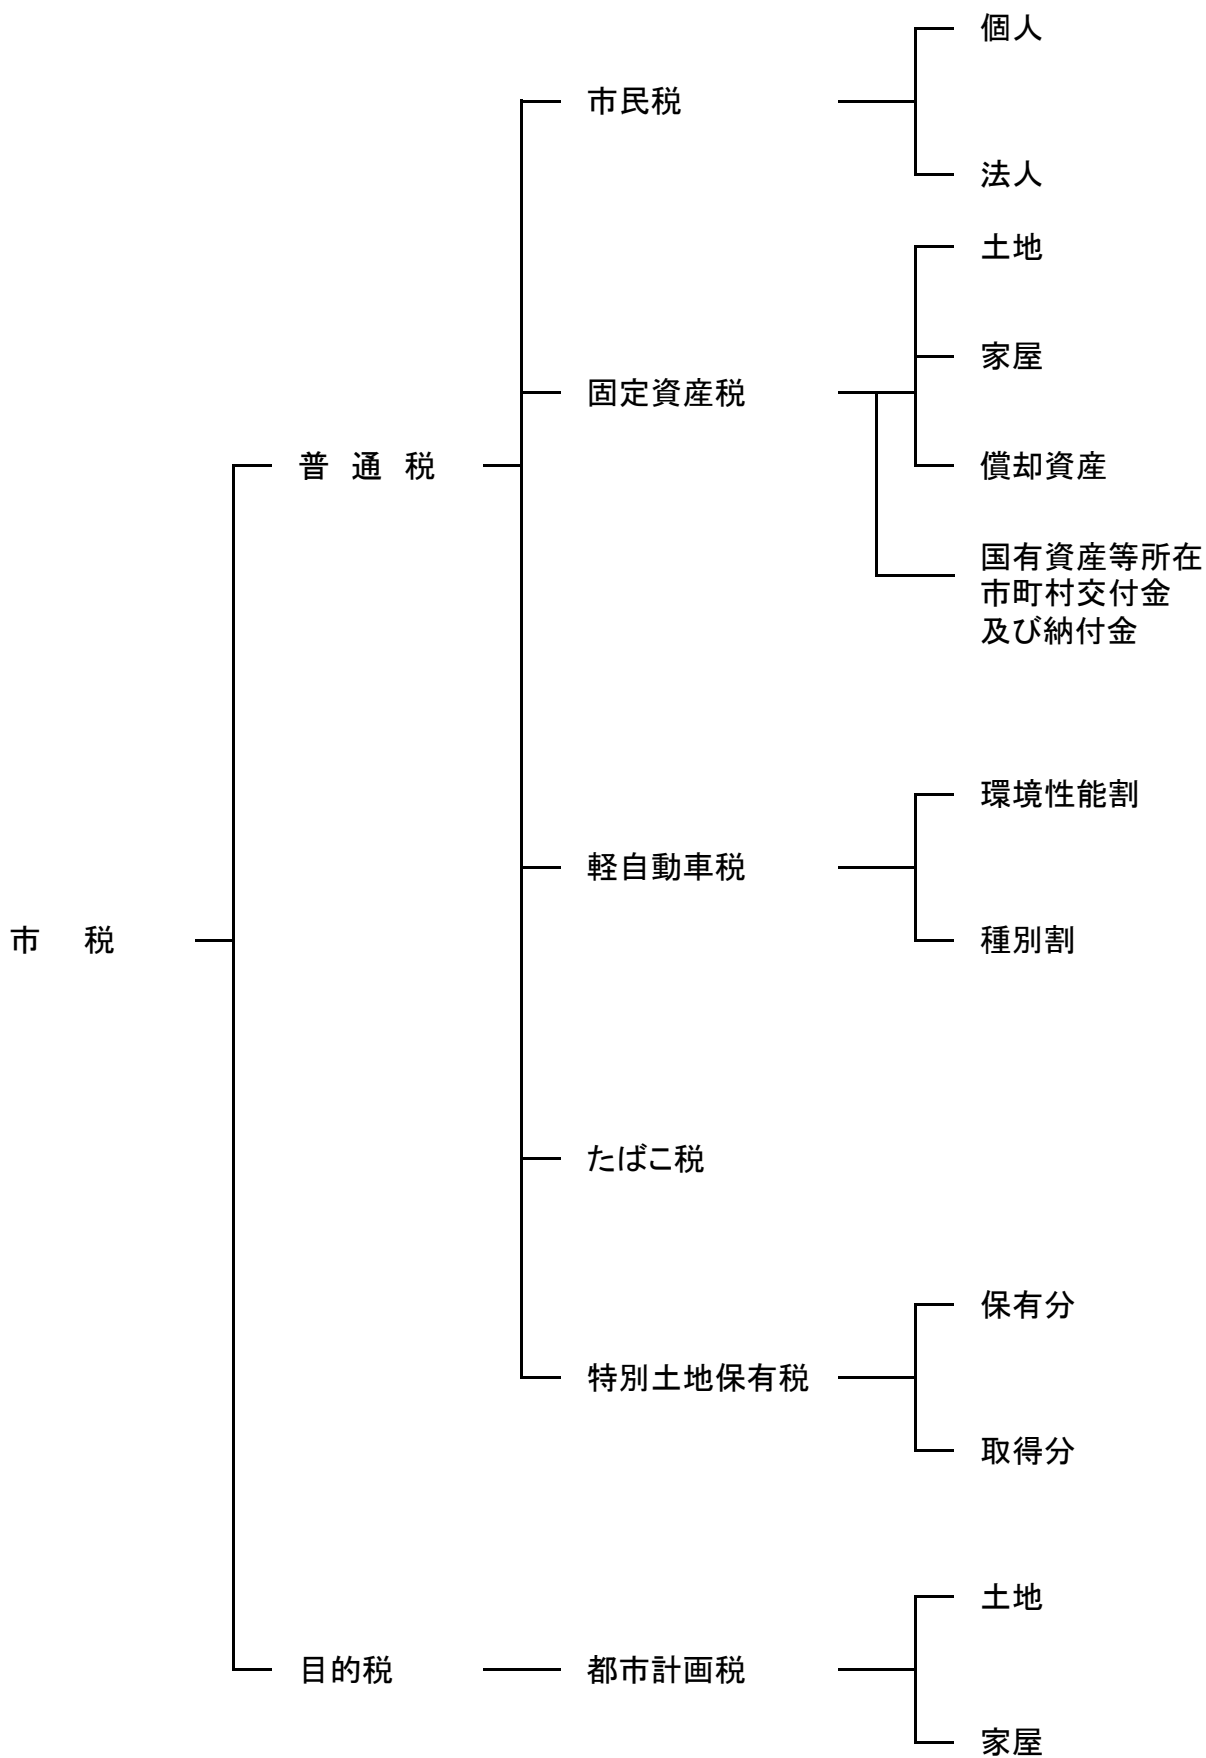 個人
市民税
法人
土地
家屋
固定資産税
償却資産
普通税
国有資産等所在
市町村交付金
及び納付金
環境性能割
軽自動車税
種別割
市税
たばこ税
保有分
特別土地保有税
取得分
土地
目的税
都市計画税
家屋